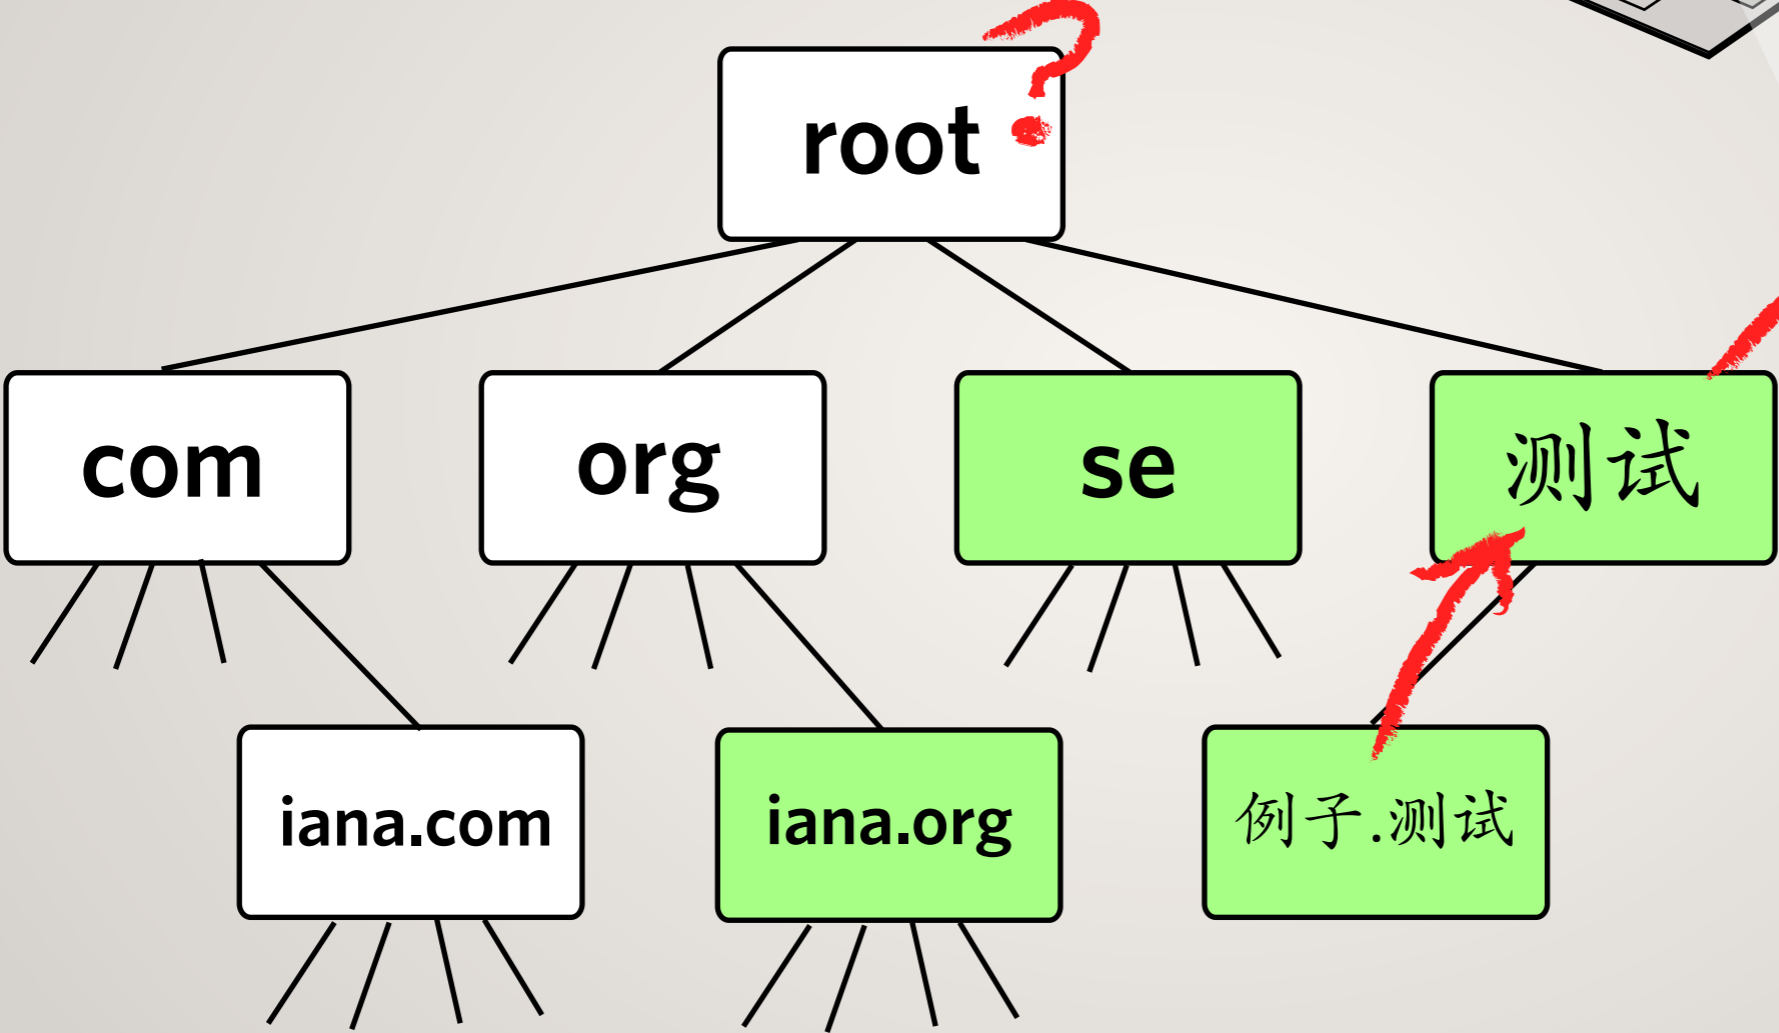 root ?
com
org
se
测试
iana.com
iana.org
例子.测试